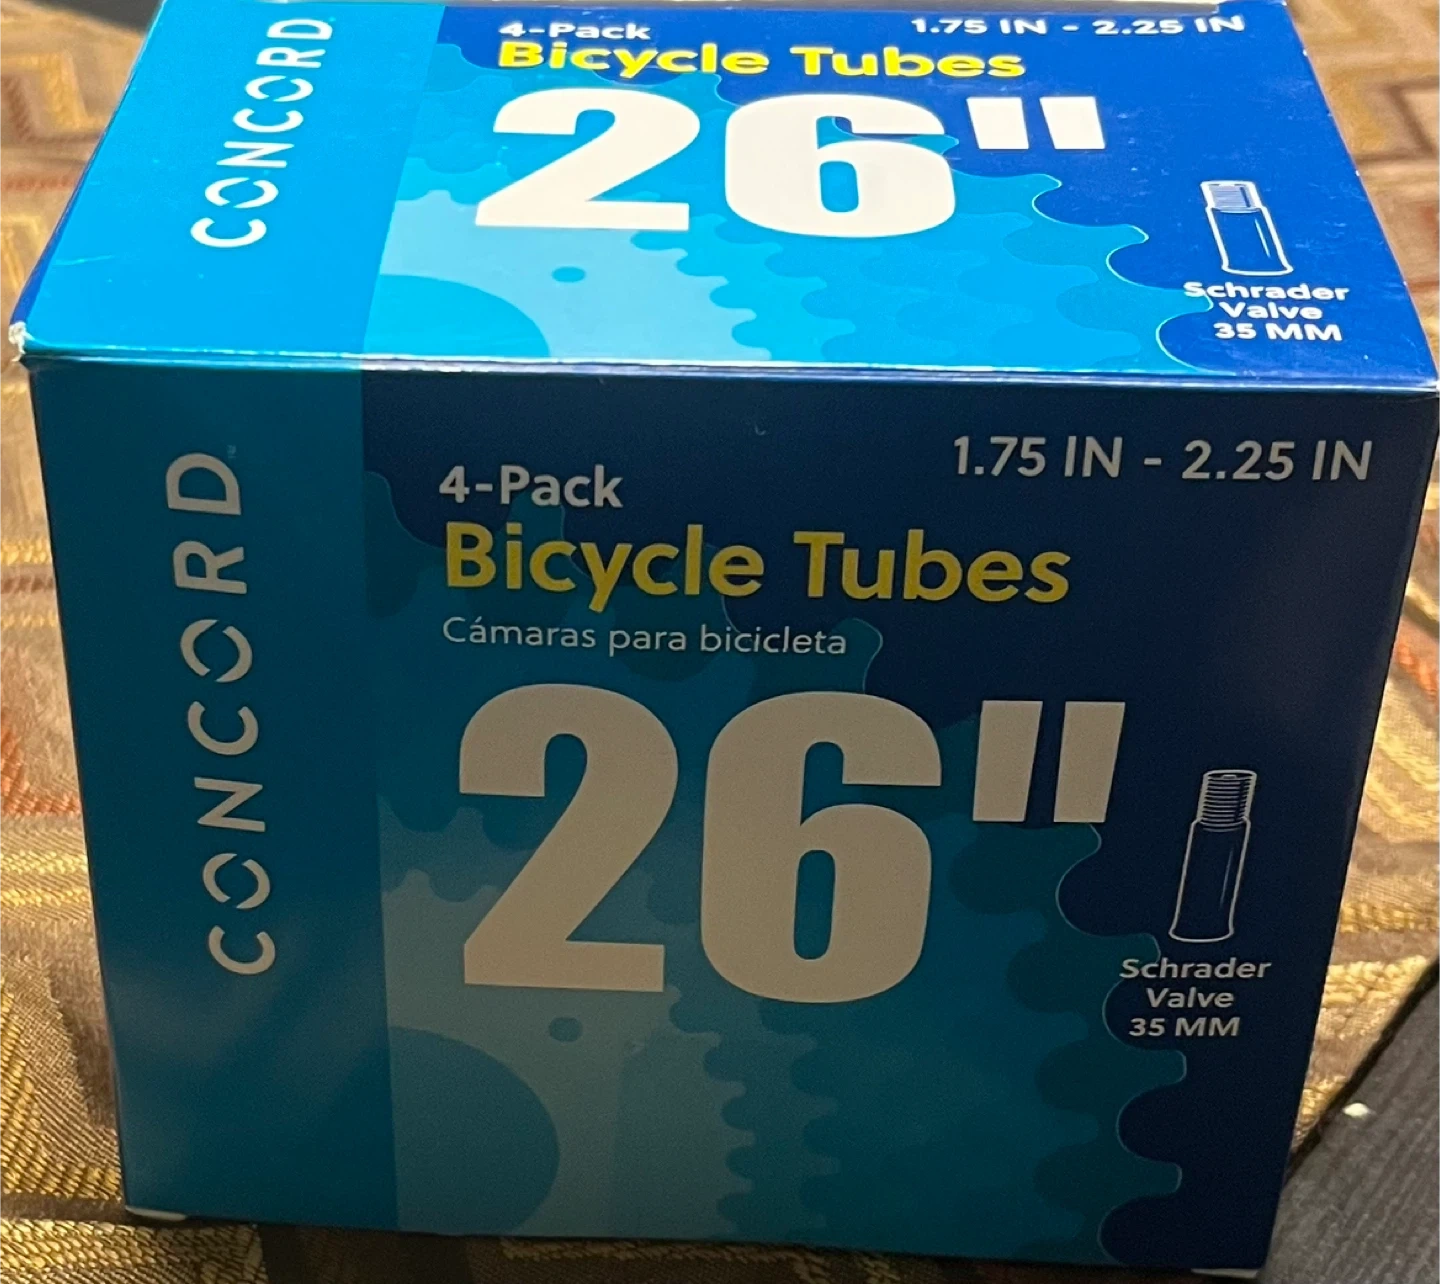 CONCORD
4-Pack
1.75 IN - 2.25 IN
Bicycle Tubes
26"
Schrader
Valve
35 MM
CONCORD
1.75 IN - 2.25 IN
4-Pack
Bicycle Tubes
Cámaras para bicicleta
26"
Schrader
Valve
35 MM